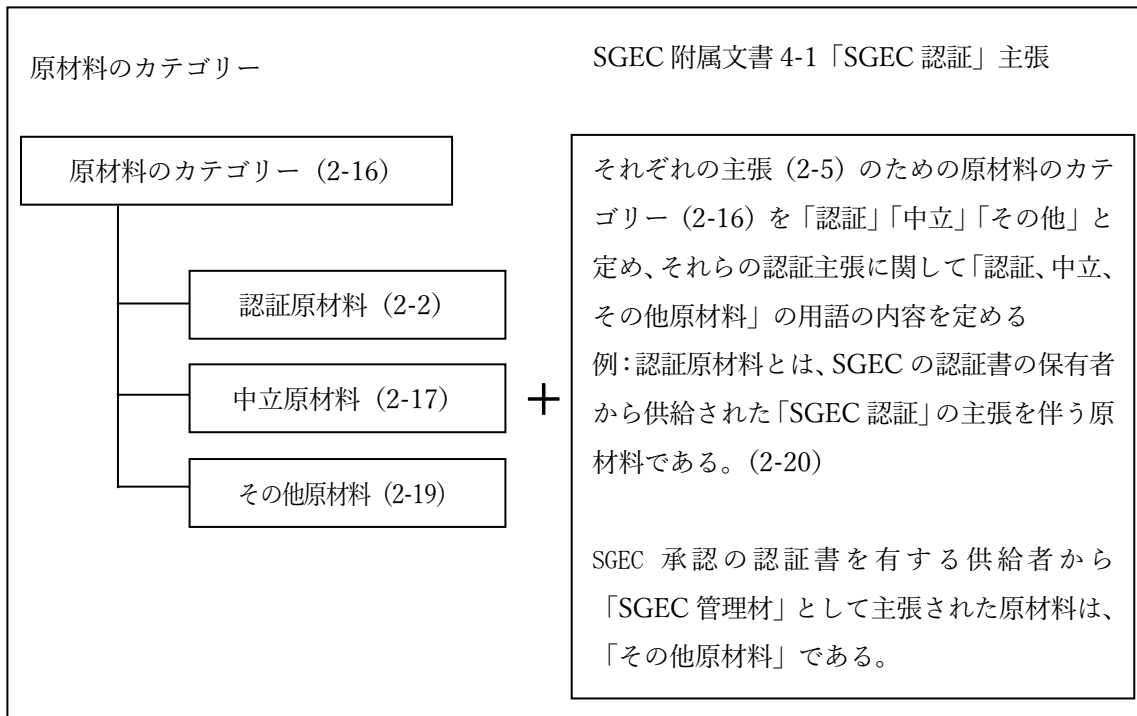 原材料のカテゴリー
SGEC 附属文書 4-1「SGEC 認証」主張
原材料のカテゴリー（2-16）
認証原材料（2-2）
中立原材料（2-17）
その他原材料（2-19）
+
それぞれの主張（2-5）のための原材料のカテ
ゴリー（2-16）を「認証」「中立」「その他」と
定め、それらの認証主張に関して「認証、中立、
その他原材料」の用語の内容を定める
例：認証原材料とは、SGEC の認証書の保有者
から供給された「SGEC 認証」の主張を伴う原
材料である。（2-20）
SGEC 承認の認証書を有する供給者から
「SGEC 管理材」として主張された原材料は、
「その他原材料」である。